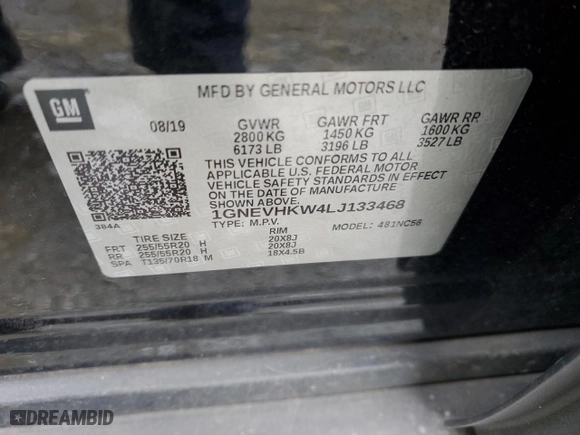 GM
MFD BY GENERAL MOTORS LLC
08/19 GVWR GAWR FRT GAWR RR
2800 KG 1450 KG 1600 KG
6173 LB 3196 LB 3527 LB
THIS VEHICLE CONFORMS TO ALL
APPLICABLE U.S. FEDERAL MOTOR
VEHICLE SAFETY STANDARDS IN
EFFECT ON THE DATE OF
MANUFACTURE SHOWN ABOVE.
384A 1GNEVHKW4LJ133468
TYPE: M.P.V. MODEL: 481NC56
TIRE SIZE RIM
FRT 255/55R20 H 20X8J
RR 255/55R20 H 20X8J
SPA T135/70R18 M 18X4.5B
DREAMBID